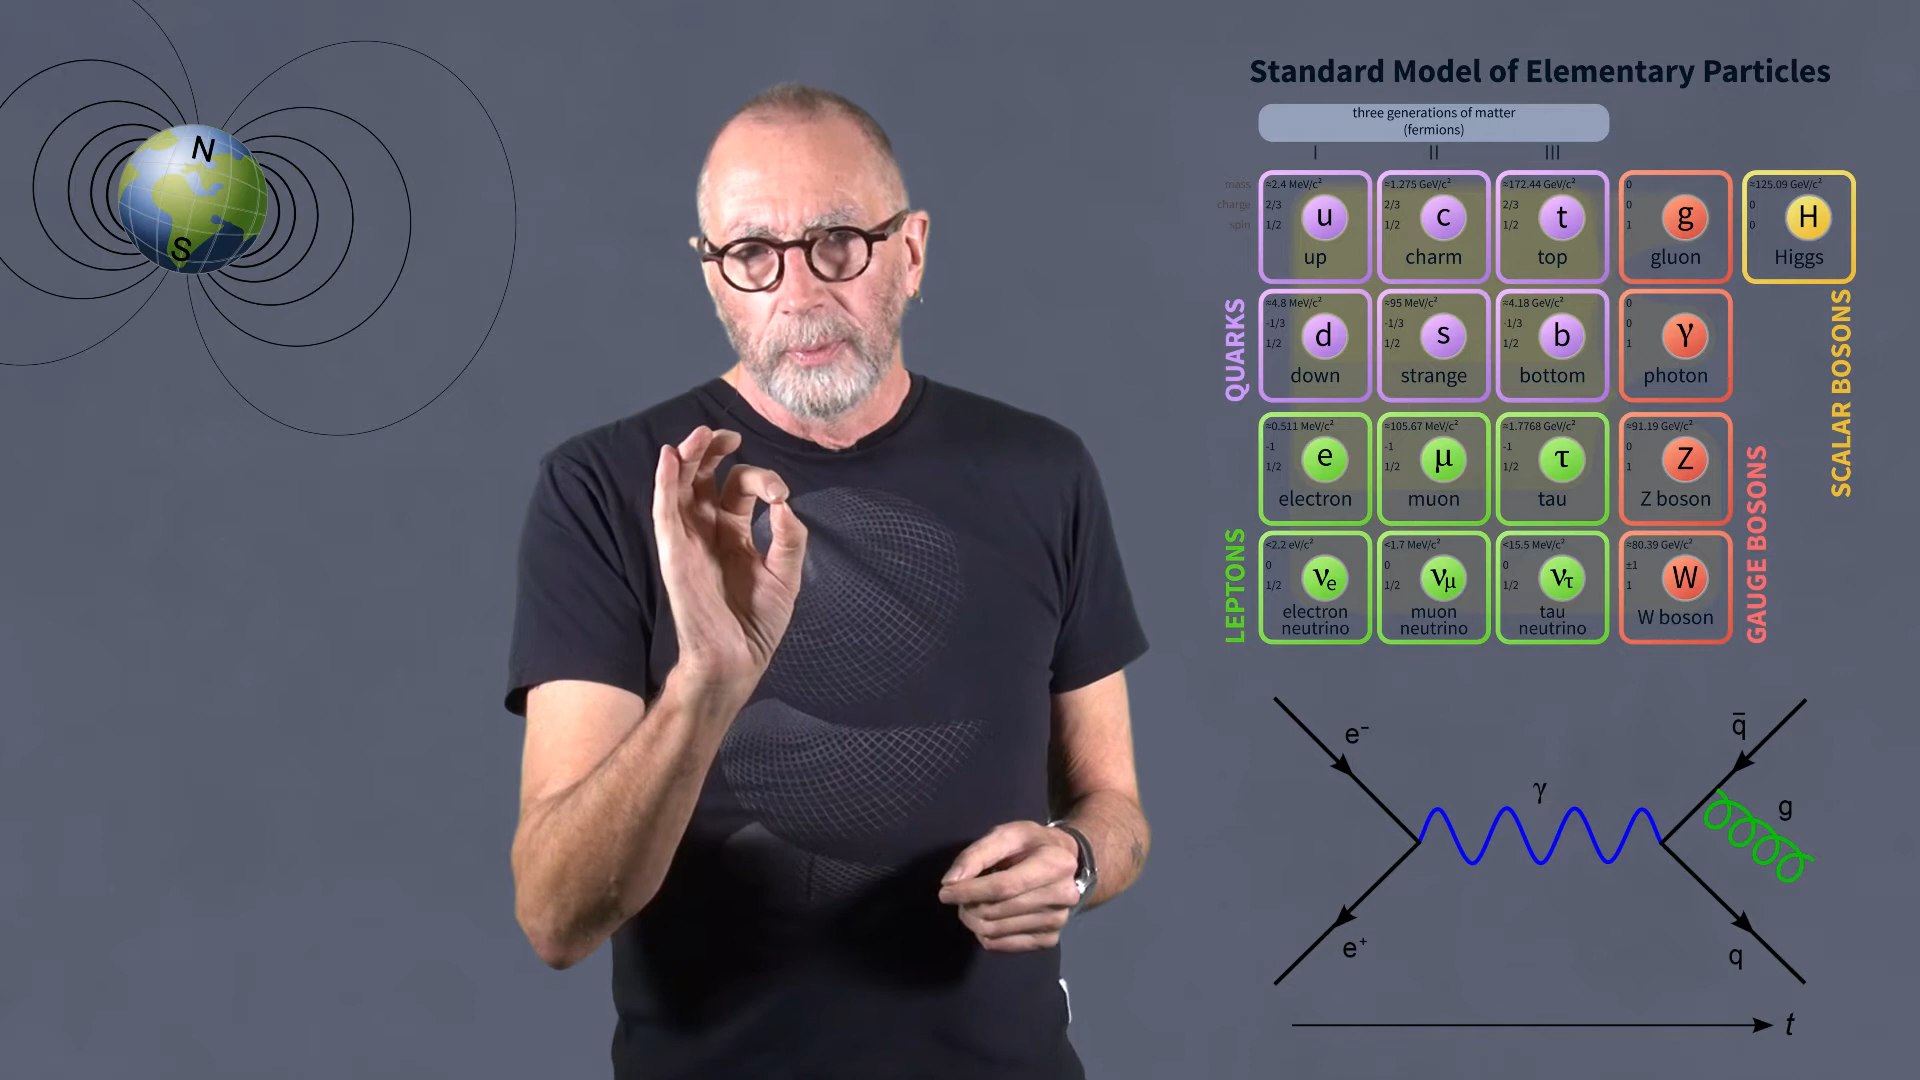 N
S
Standard Model of Elementary Particles
three generations of matter
(fermions)
I II III
mass
charge
spin
≈2.4 MeV/c²
2/3
1/2
u
up
≈1.275 GeV/c²
2/3
1/2
c
charm
≈172.44 GeV/c²
2/3
1/2
t
top
0
0
1
g
gluon
≈125.09 GeV/c²
0
0
H
Higgs
QUARKS
≈4.8 MeV/c²
-1/3
1/2
d
down
≈95 MeV/c²
-1/3
1/2
s
strange
≈4.18 GeV/c²
-1/3
1/2
b
bottom
0
0
1
γ
photon
SCALAR BOSONS
LEPTONS
≈0.511 MeV/c²
-1
1/2
e
electron
≈105.67 MeV/c²
-1
1/2
μ
muon
≈1.7768 GeV/c²
-1
1/2
τ
tau
≈91.19 GeV/c²
0
1
Z
Z boson
GAUGE BOSONS
<2.2 eV/c²
0
1/2
νe
electron
neutrino
<1.7 MeV/c²
0
1/2
νμ
muon
neutrino
<15.5 MeV/c²
0
1/2
ντ
tau
neutrino
≈80.39 GeV/c²
±1
1
W
W boson
e⁻
q̄
γ
g
e⁺
q
t